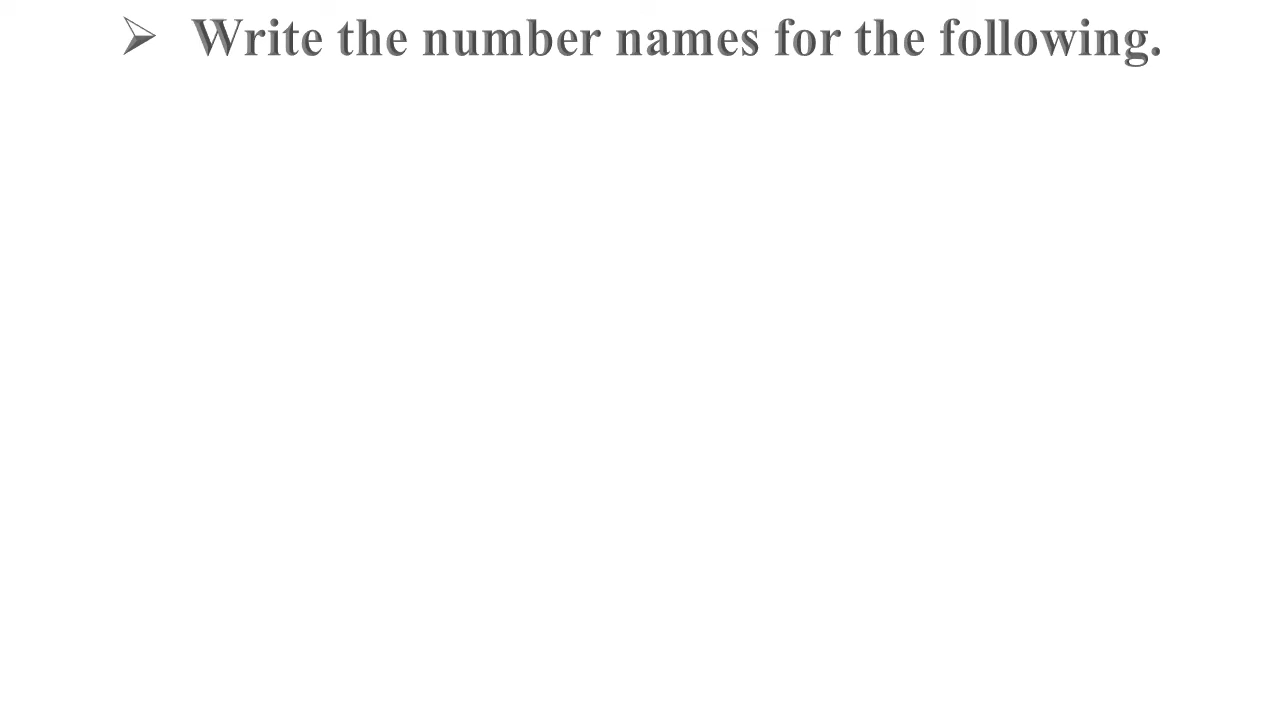 ➢ Write the number names for the following.